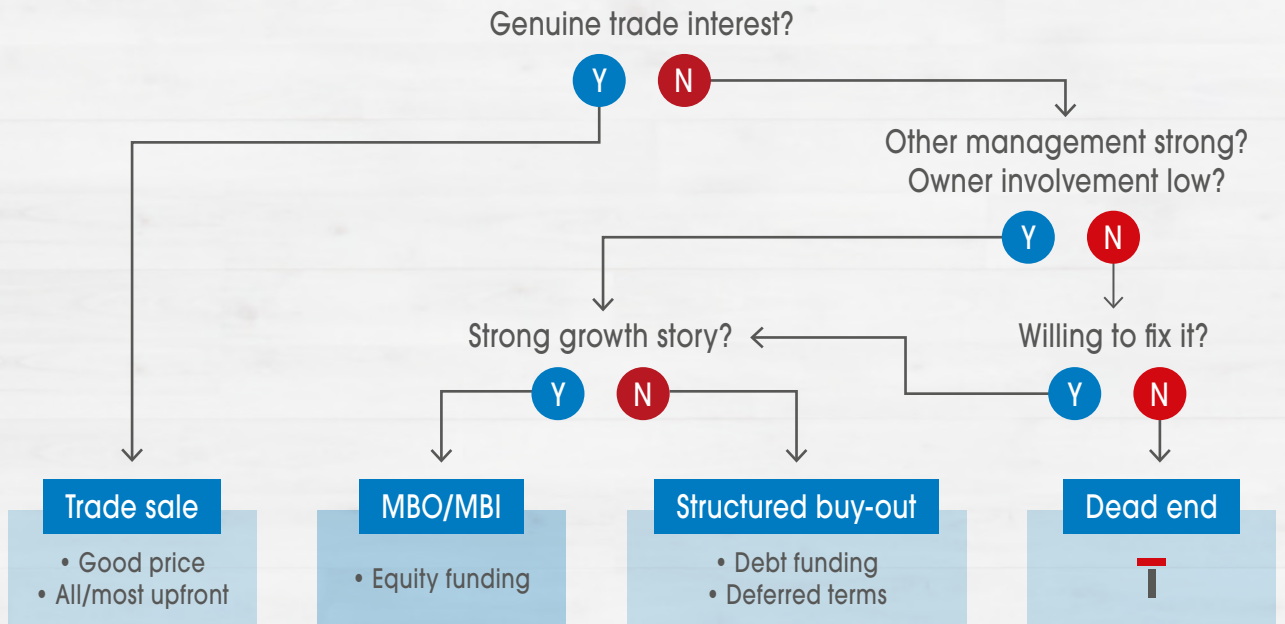 Genuine trade interest?
Y N
Other management strong?
Owner involvement low?
Y N
Strong growth story?
Willing to fix it?
Y N
Y N
Trade sale
• Good price
• All/most upfront
MBO/MBI
• Equity funding
Structured buy-out
• Debt funding
• Deferred terms
Dead end